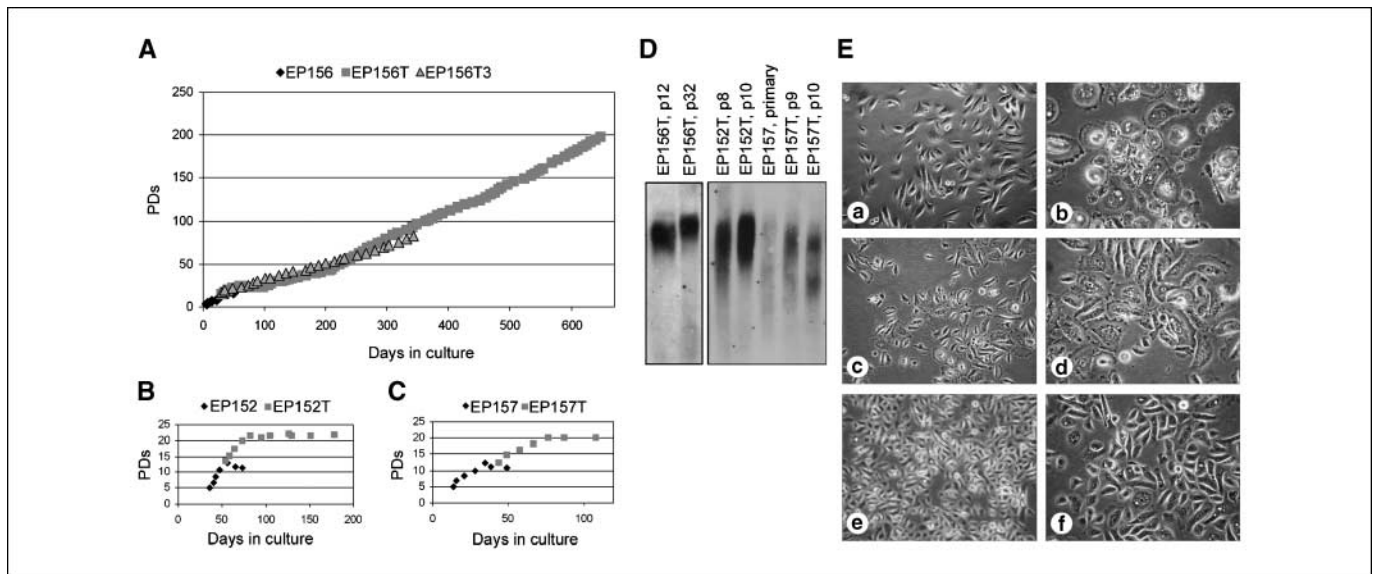 A
◆EP156 ■EP156T △EP156T3
250
200
150
100
50
0
PDs
0 100 200 300 400 500 600
Days in culture
B
◆EP152 ■EP152T
25
20
15
10
5
0
PDs
0 50 100 150 200
Days in culture
C
◆EP157 ■EP157T
25
20
15
10
5
0
PDs
0 50 100
Days in culture
D
EP156T, p12
EP156T, p32
EP152T, p8
EP152T, p10
EP157, primary
EP157T, p9
EP157T, p10
E
a
b
c
d
e
f